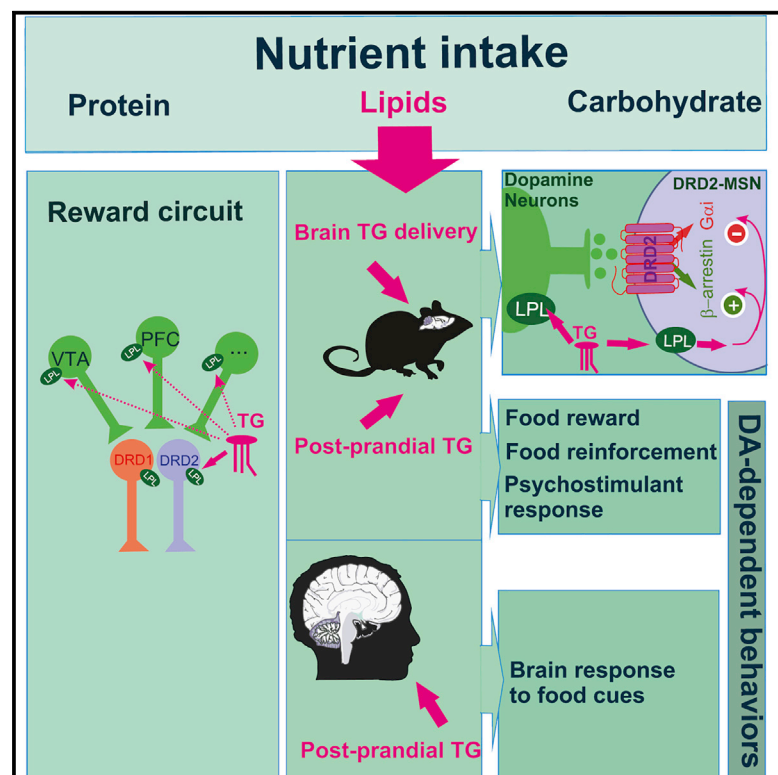 Nutrient intake
Protein
Lipids
Carbohydrate
Reward circuit
VTA
LPL
PFC
LPL
...
LPL
TG
DRD1
LPL
DRD2
LPL
Brain TG delivery
Post-prandial TG
Post-prandial TG
Dopamine
Neurons
DRD2-MSN
DRD2
Gαi
β-arrestin
−
+
LPL
TG
LPL
Food reward
Food reinforcement
Psychostimulant
response
Brain response
to food cues
DA-dependent behaviors